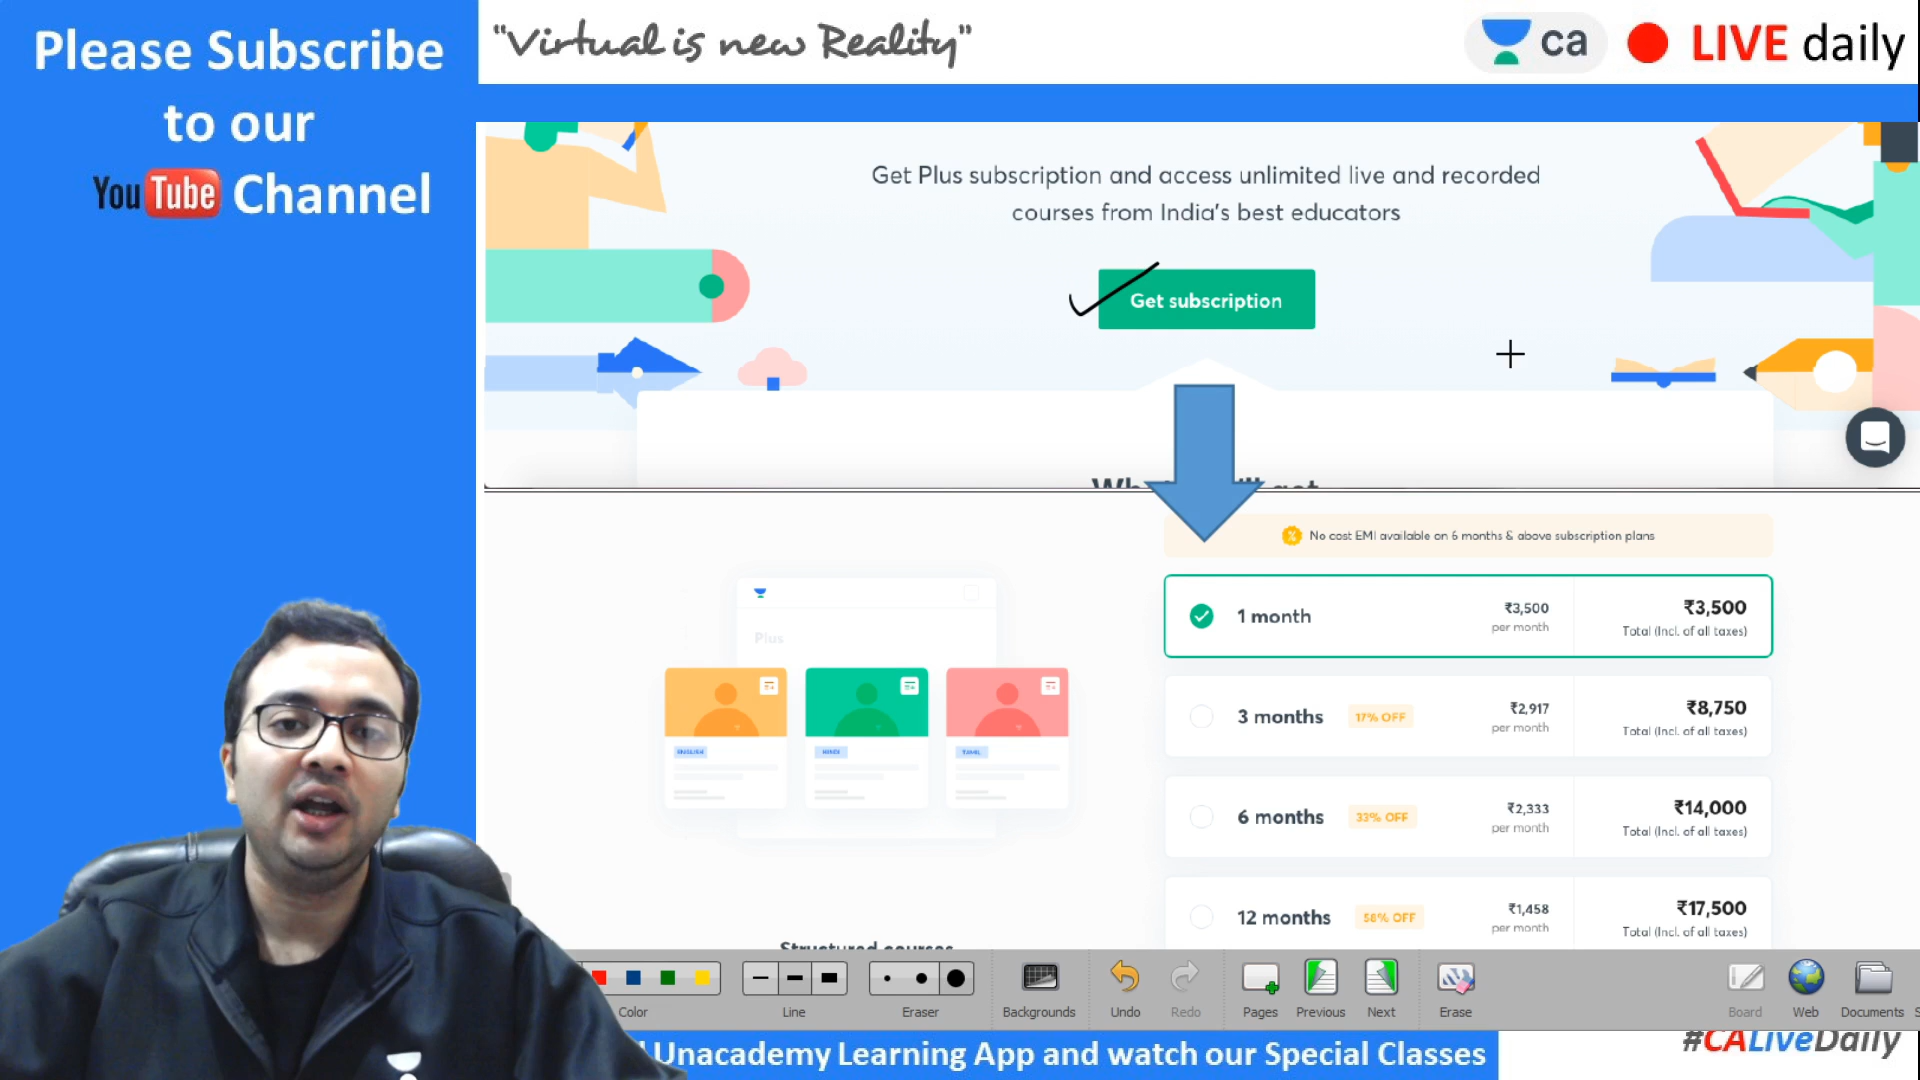 Please Subscribe
to our
YouTube Channel
"Virtual is new Reality"
ca
LIVE daily
Get Plus subscription and access unlimited live and recorded
courses from India's best educators
Get subscription
No cost EMI available on 6 months & above subscription plans
Plus
ENGLISH
HINDI
TAMIL
1 month ₹3,500 per month ₹3,500 Total (Incl. of all taxes)
3 months 17% OFF ₹2,917 per month ₹8,750 Total (Incl. of all taxes)
6 months 33% OFF ₹2,333 per month ₹14,000 Total (Incl. of all taxes)
12 months 58% OFF ₹1,458 per month ₹17,500 Total (Incl. of all taxes)
Structured courses
Color Line Eraser Backgrounds Undo Redo Pages Previous Next Erase Board Web Documents
Unacademy Learning App and watch our Special Classes
#CALiveDaily